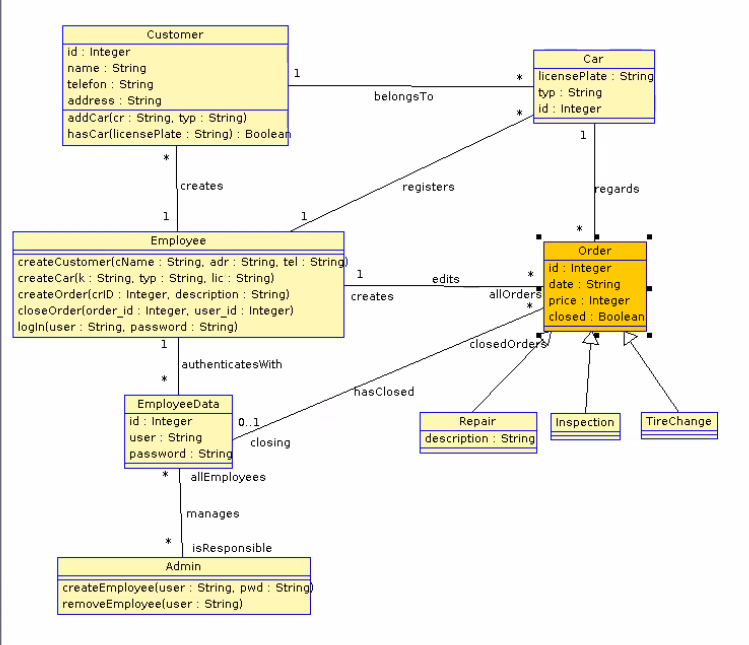 Customer
id : Integer
name : String
telefon : String
address : String
addCar(cr : String, typ : String)
hasCar(licensePlate : String) : Boolean
1
*
belongsTo
Car
licensePlate : String
typ : String
id : Integer
*
1
*
creates
registers
regards
1
1
*
Employee
createCustomer(cName : String, adr : String, tel : String)
createCar(k : String, typ : String, lic : String)
createOrder(crID : Integer, description : String)
closeOrder(order_id : Integer, user_id : Integer)
logIn(user : String, password : String)
1
edits
*
creates
allOrders
*
Order
id : Integer
date : String
price : Integer
closed : Boolean
1
closedOrders
authenticatesWith
*
hasClosed
EmployeeData
id : Integer
user : String
password : String
0..1
closing
Repair
description : String
Inspection
TireChange
*
allEmployees
manages
*
isResponsible
Admin
createEmployee(user : String, pwd : String)
removeEmployee(user : String)